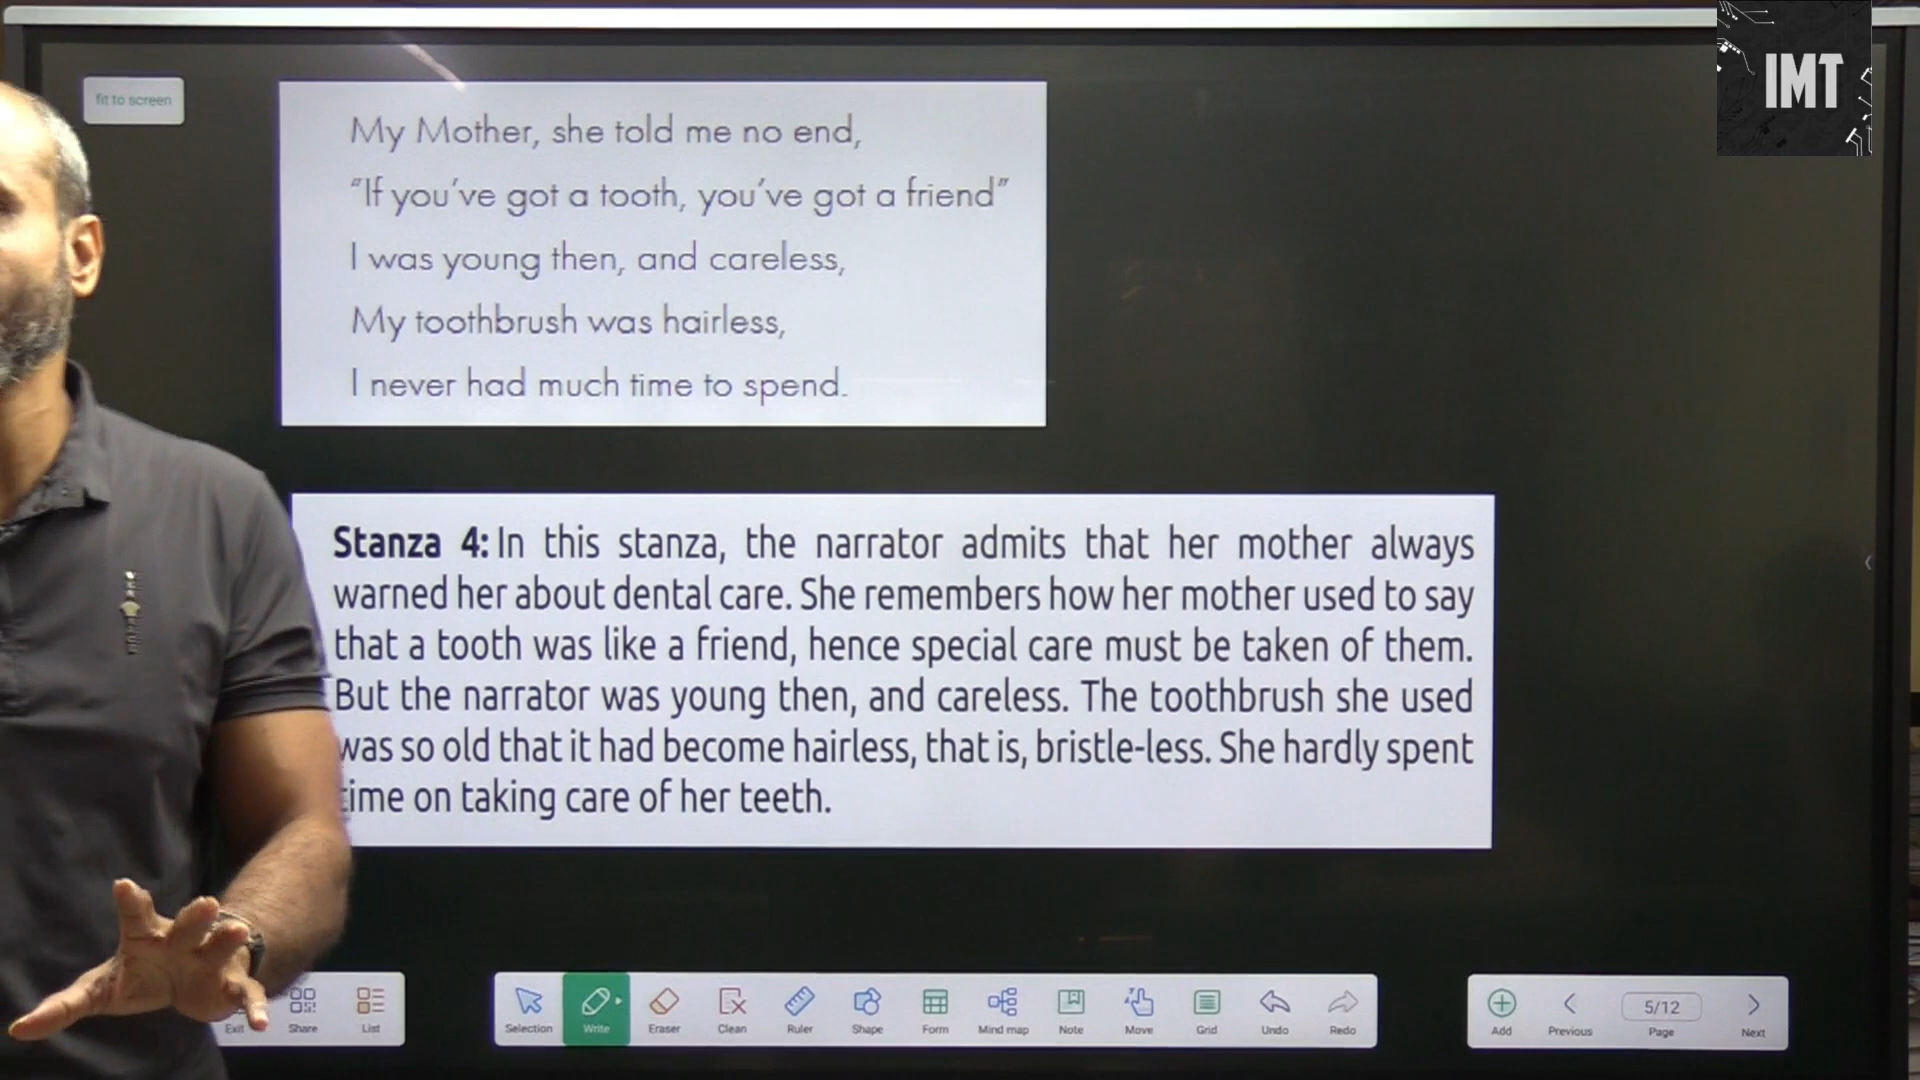 IMT
fit to screen
My Mother, she told me no end,
"If you've got a tooth, you've got a friend"
I was young then, and careless,
My toothbrush was hairless,
I never had much time to spend.
Stanza 4: In this stanza, the narrator admits that her mother always
warned her about dental care. She remembers how her mother used to say
that a tooth was like a friend, hence special care must be taken of them.
But the narrator was young then, and careless. The toothbrush she used
was so old that it had become hairless, that is, bristle-less. She hardly spent
time on taking care of her teeth.
Exit Share List
Selection Write Eraser Clean Ruler Shape Form Mind map Note Move Grid Undo Redo
Add Previous 5/12 Page Next